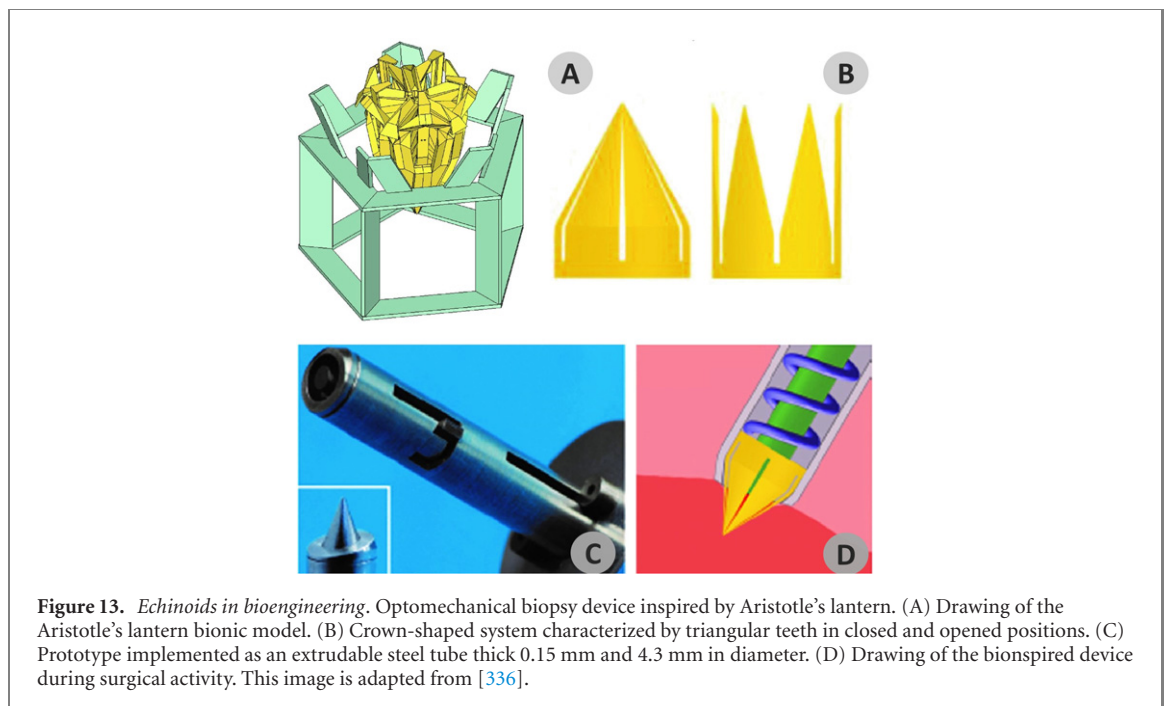 A
B
C
D
Figure 13. Echinoids in bioengineering. Optomechanical biopsy device inspired by Aristotle's lantern. (A) Drawing of the
Aristotle's lantern bionic model. (B) Crown-shaped system characterized by triangular teeth in closed and opened positions. (C)
Prototype implemented as an extrudable steel tube thick 0.15 mm and 4.3 mm in diameter. (D) Drawing of the bionspired device
during surgical activity. This image is adapted from [336].